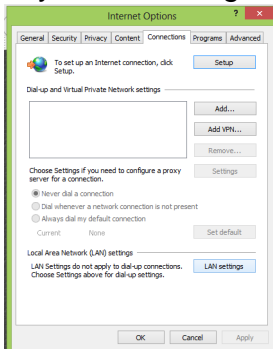 Internet Options
?
×
General Security Privacy Content Connections Programs Advanced
To set up an Internet connection, click
Setup.
Setup
Dial-up and Virtual Private Network settings
Add...
Add VPN...
Remove...
Choose Settings if you need to configure a proxy
server for a connection.
Settings
Never dial a connection
Dial whenever a network connection is not present
Always dial my default connection
Current None
Set default
Local Area Network (LAN) settings
LAN Settings do not apply to dial-up connections.
Choose Settings above for dial-up settings.
LAN settings
OK Cancel Apply